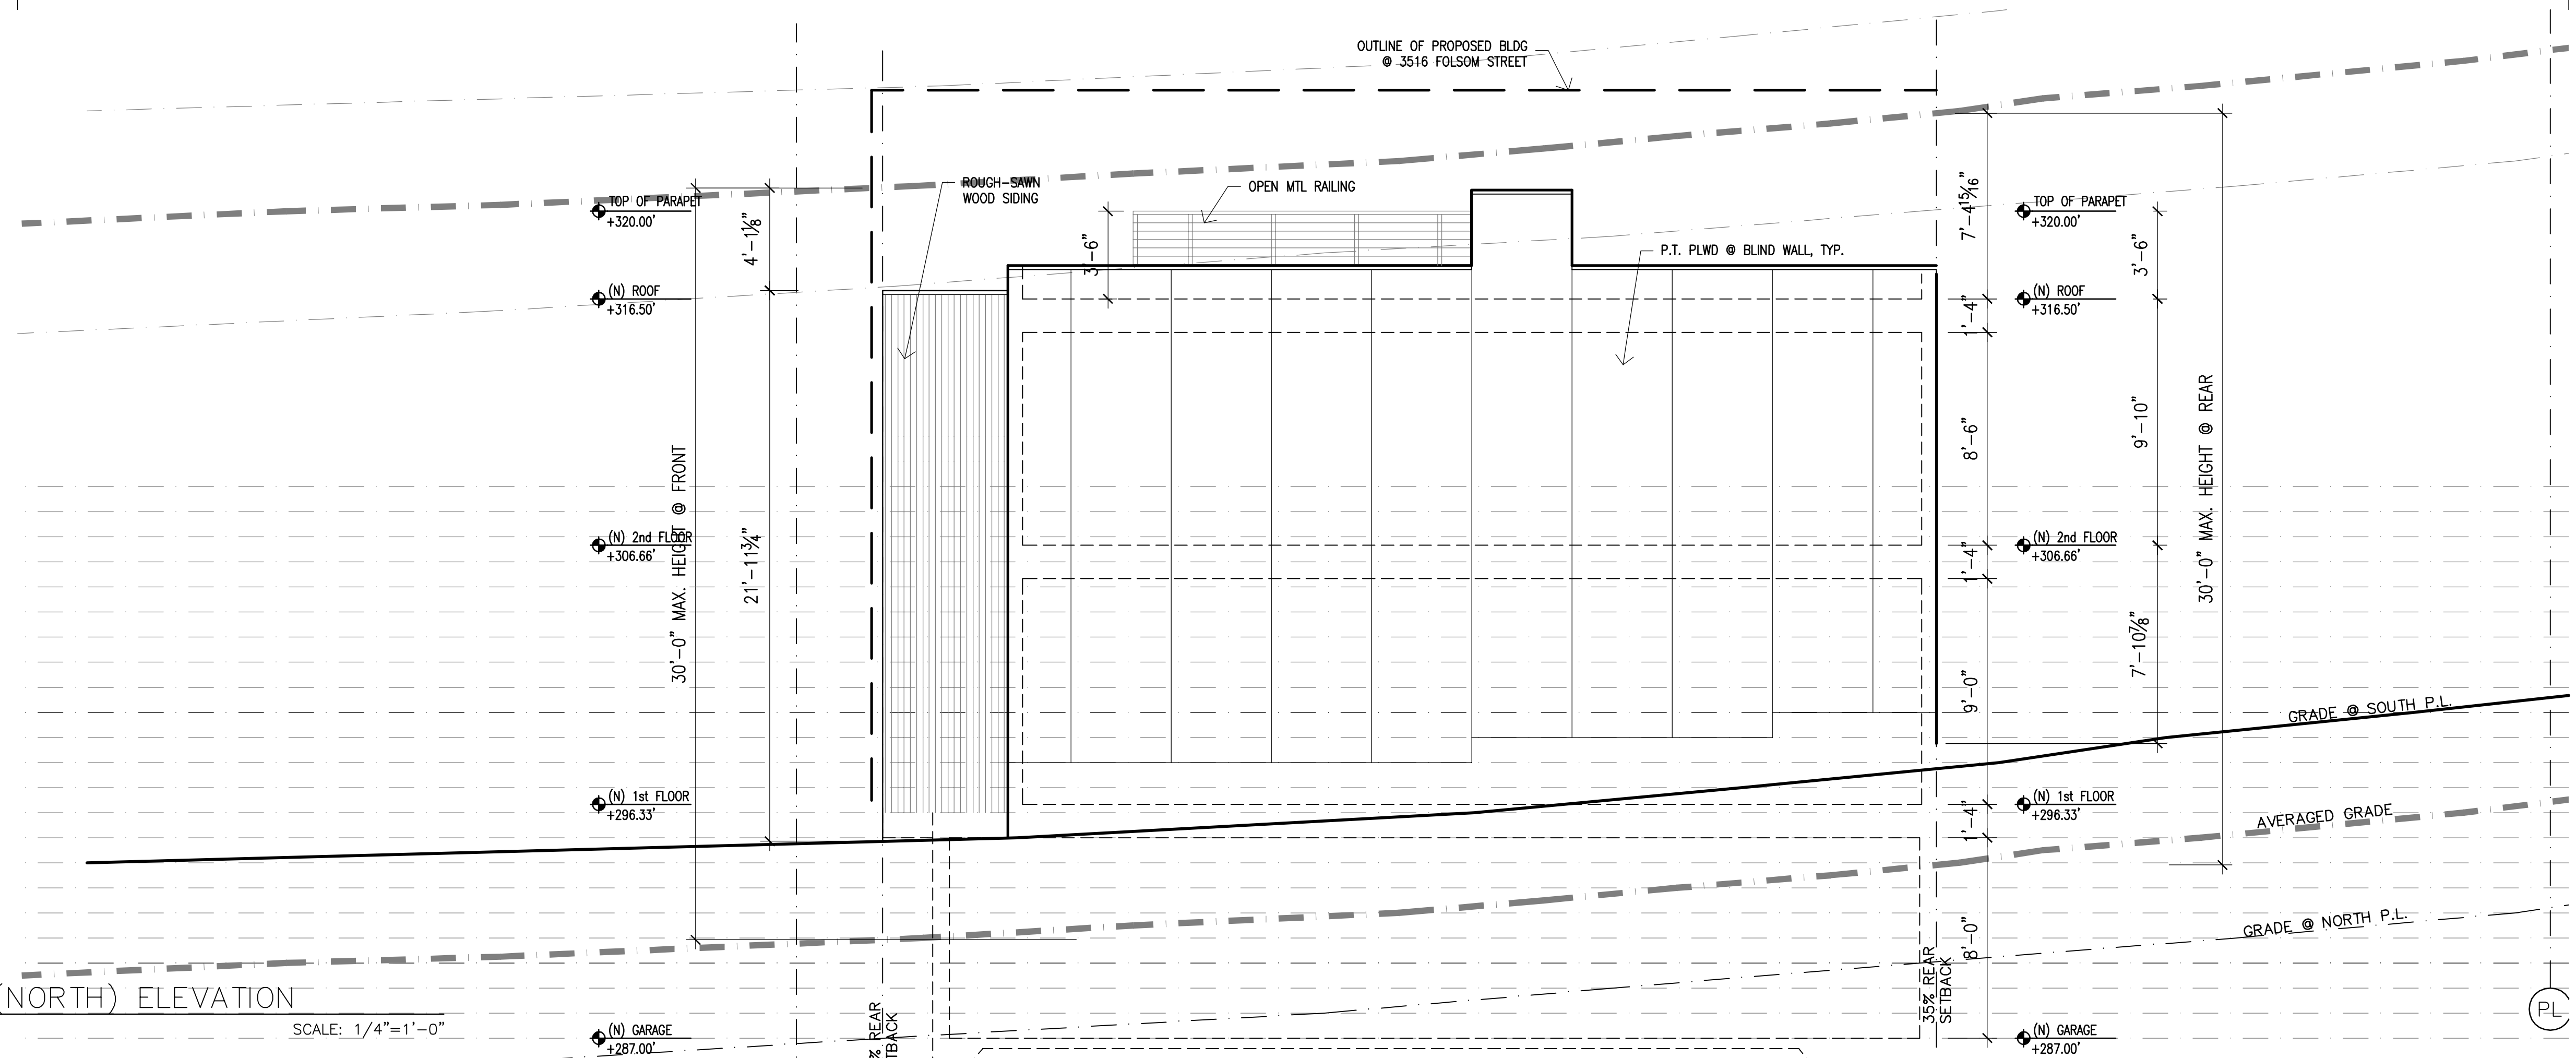 OUTLINE OF PROPOSED BLDG
@ 3516 FOLSOM STREET
ROUGH-SAWN
WOOD SIDING
OPEN MTL RAILING
P.T. PLWD @ BLIND WALL, TYP.
TOP OF PARAPET
+320.00'
(N) ROOF
+316.50'
(N) 2nd FLOOR
+306.66'
(N) 1st FLOOR
+296.33'
(N) GARAGE
+287.00'
30'-0" MAX. HEIGHT @ FRONT
4'-1⅛"
21'-11¾"
3'-6"
7'-4 15/16"
1'-4"
8'-6"
1'-4"
9'-0"
1'-4"
8'-0"
TOP OF PARAPET
+320.00'
(N) ROOF
+316.50'
(N) 2nd FLOOR
+306.66'
(N) 1st FLOOR
+296.33'
(N) GARAGE
+287.00'
3'-6"
9'-10"
7'-10⅞"
30'-0" MAX. HEIGHT @ REAR
GRADE @ SOUTH P.L.
AVERAGED GRADE
GRADE @ NORTH P.L.
35% REAR
SETBACK
% REAR
TBACK
PL
(NORTH) ELEVATION
SCALE: 1/4"=1'-0"